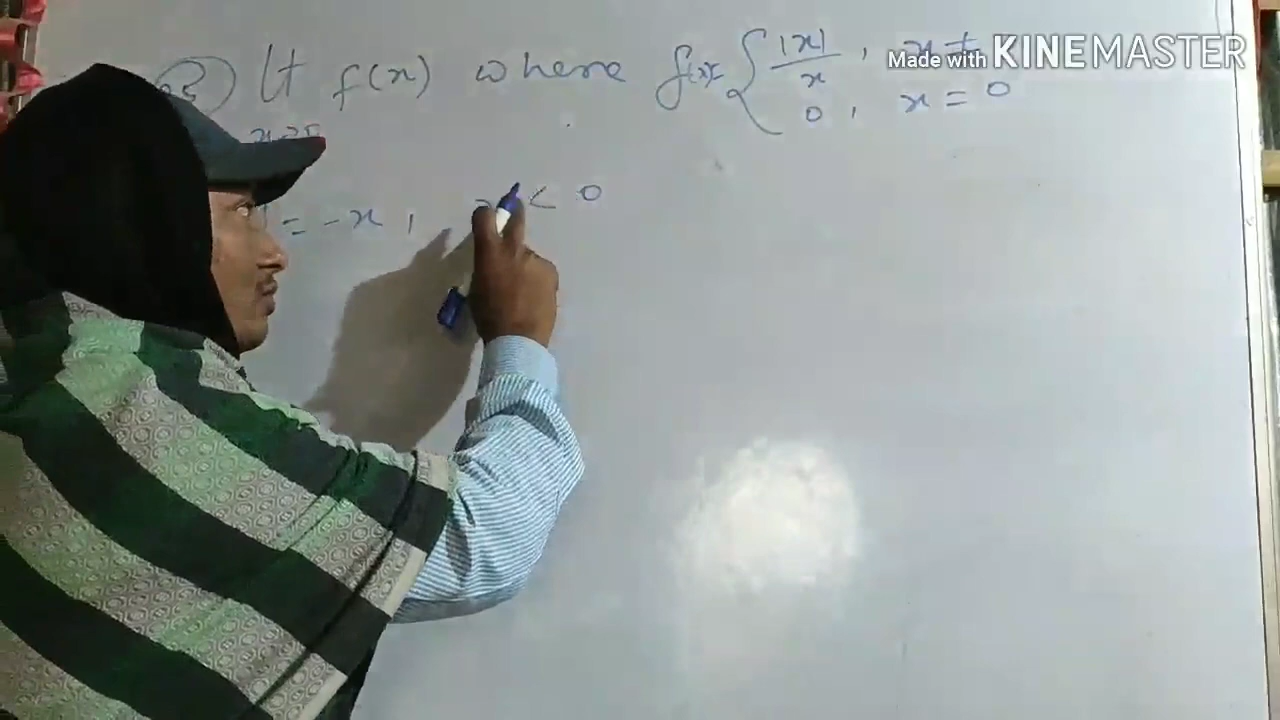 Lt f(x) where f(x)= { |x|/x , x≠
0 , x = 0
= -x , x < 0
Made with KINEMASTER